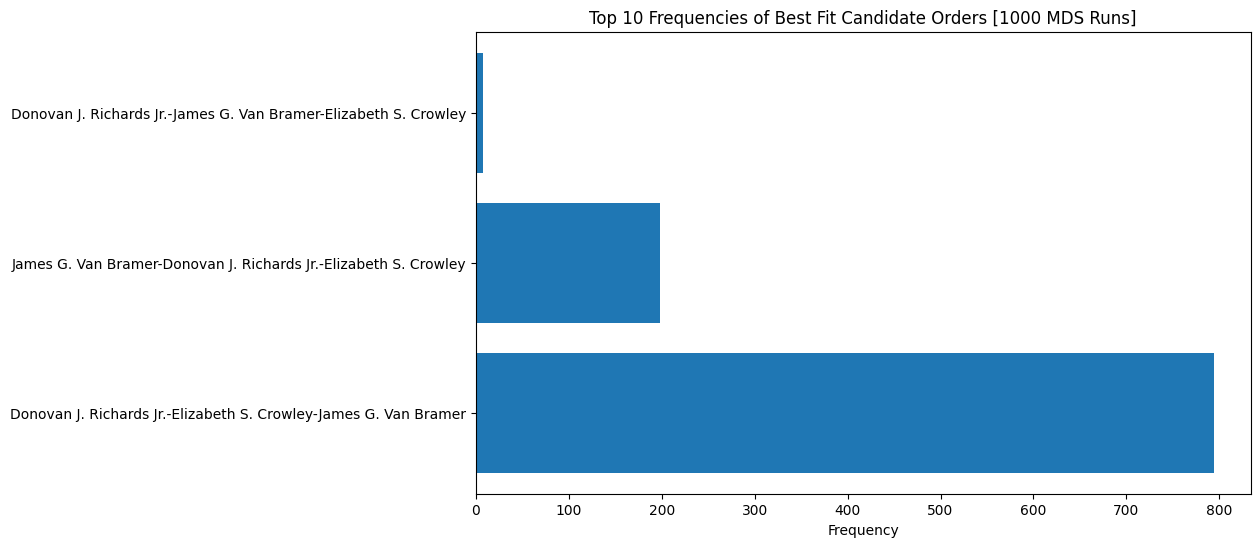 Top 10 Frequencies of Best Fit Candidate Orders [1000 MDS Runs]
Donovan J. Richards Jr.-James G. Van Bramer-Elizabeth S. Crowley
James G. Van Bramer-Donovan J. Richards Jr.-Elizabeth S. Crowley
Donovan J. Richards Jr.-Elizabeth S. Crowley-James G. Van Bramer
0 100 200 300 400 500 600 700 800
Frequency